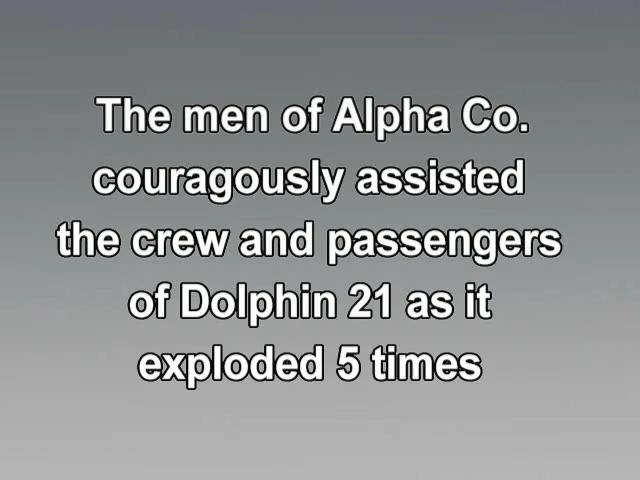 The men of Alpha Co.
couragously assisted
the crew and passengers
of Dolphin 21 as it
exploded 5 times